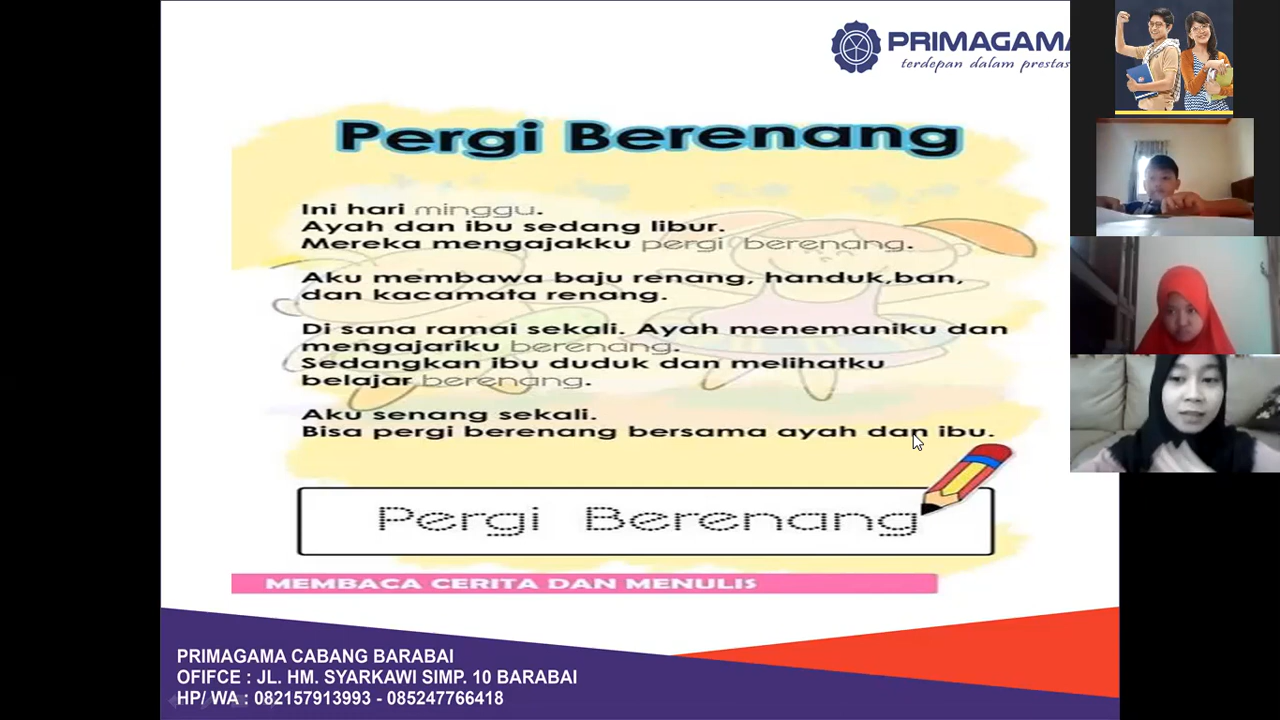 PRIMAGAMA
terdepan dalam prestas
Pergi Berenang
Ini hari minggu.
Ayah dan ibu sedang libur.
Mereka mengajakku pergi berenang.
Aku membawa baju renang, handuk,ban,
dan kacamata renang.
Di sana ramai sekali. Ayah menemaniku dan
mengajariku berenang.
Sedangkan ibu duduk dan melihatku
belajar berenang.
Aku senang sekali.
Bisa pergi berenang bersama ayah dan ibu.
Pergi Berenang
MEMBACA CERITA DAN MENULIS
PRIMAGAMA CABANG BARABAI
OFIFCE : JL. HM. SYARKAWI SIMP. 10 BARABAI
HP/ WA : 082157913993 - 085247766418